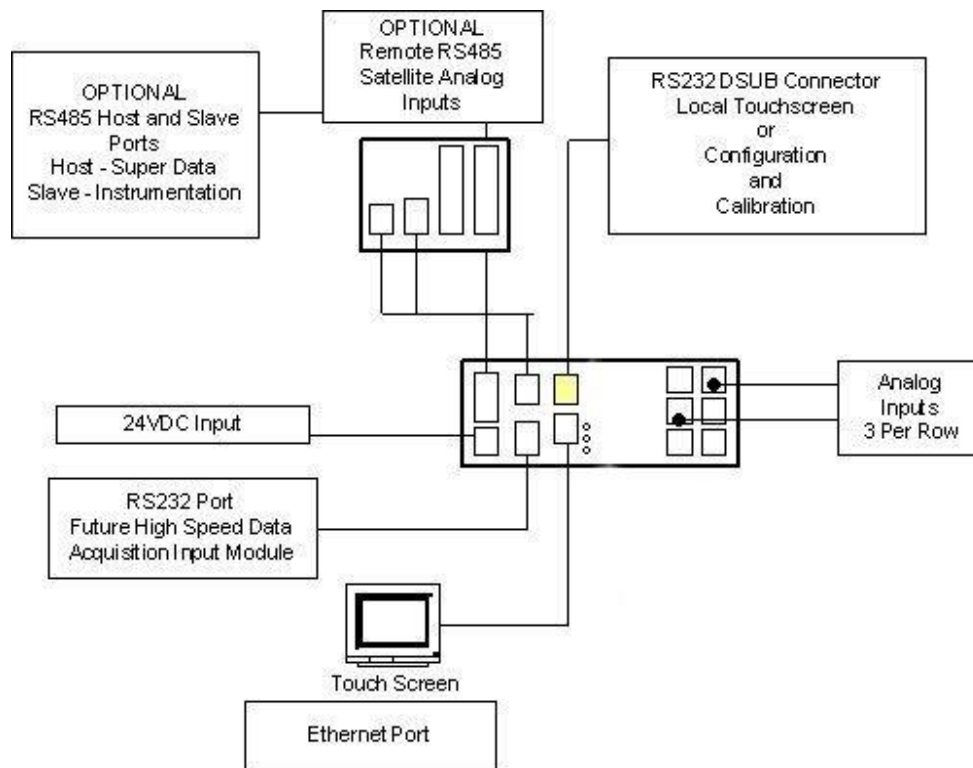 OPTIONAL
RS485 Host and Slave
Ports
Host - Super Data
Slave - Instrumentation
OPTIONAL
Remote RS485
Satellite Analog
Inputs
RS232 DSUB Connector
Local Touchscreen
or
Configuration
and
Calibration
24VDC Input
Analog
Inputs
3 Per Row
RS232 Port
Future High Speed Data
Acquisition Input Module
Touch Screen
Ethernet Port